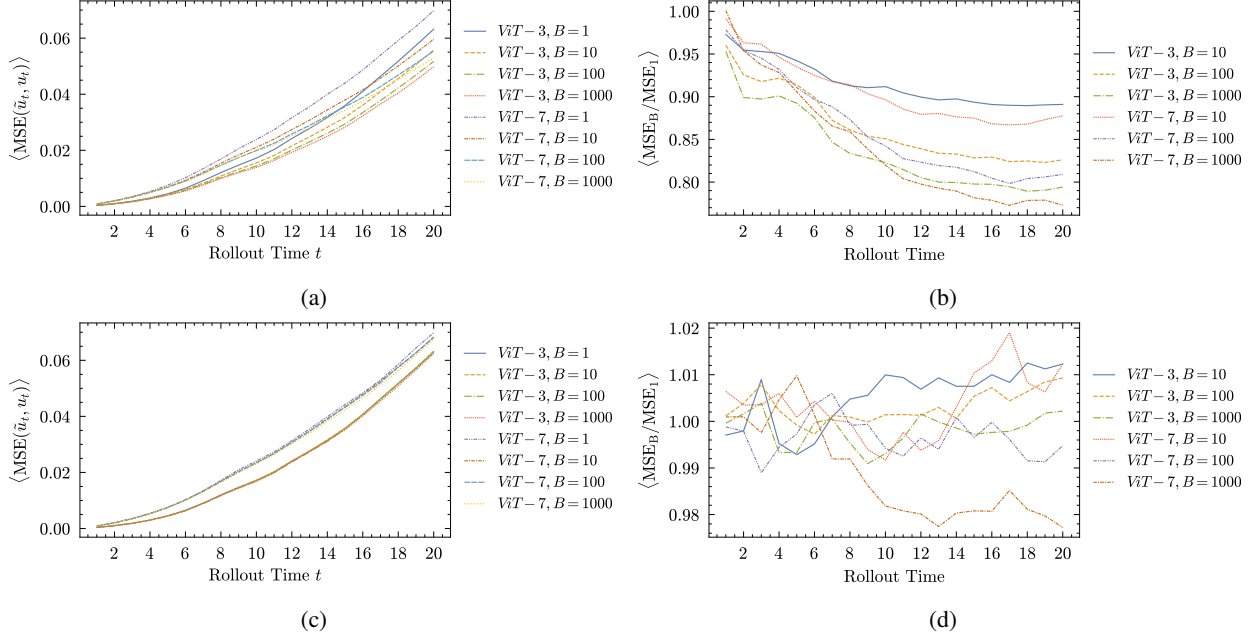 ⟨MSE(ũ_t, u_t)⟩
0.06
0.04
0.02
0.00
2 4 6 8 10 12 14 16 18 20
Rollout Time t
ViT − 3, B = 1
ViT − 3, B = 10
ViT − 3, B = 100
ViT − 3, B = 1000
ViT − 7, B = 1
ViT − 7, B = 10
ViT − 7, B = 100
ViT − 7, B = 1000
(a)
⟨MSE_B/MSE_1⟩
1.00
0.95
0.90
0.85
0.80
2 4 6 8 10 12 14 16 18 20
Rollout Time
ViT − 3, B = 10
ViT − 3, B = 100
ViT − 3, B = 1000
ViT − 7, B = 10
ViT − 7, B = 100
ViT − 7, B = 1000
(b)
⟨MSE(ũ_t, u_t)⟩
0.06
0.04
0.02
0.00
2 4 6 8 10 12 14 16 18 20
Rollout Time t
ViT − 3, B = 1
ViT − 3, B = 10
ViT − 3, B = 100
ViT − 3, B = 1000
ViT − 7, B = 1
ViT − 7, B = 10
ViT − 7, B = 100
ViT − 7, B = 1000
(c)
⟨MSE_B/MSE_1⟩
1.02
1.01
1.00
0.99
0.98
2 4 6 8 10 12 14 16 18 20
Rollout Time
ViT − 3, B = 10
ViT − 3, B = 100
ViT − 3, B = 1000
ViT − 7, B = 10
ViT − 7, B = 100
ViT − 7, B = 1000
(d)